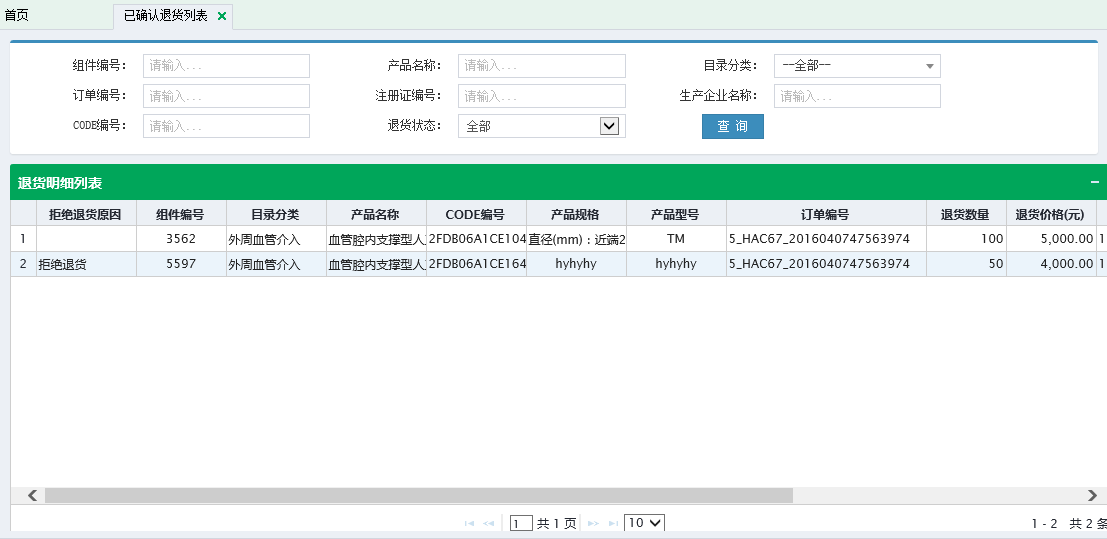 首页 已确认退货列表 ×
组件编号： 请输入... 产品名称： 请输入... 目录分类： --全部--
订单编号： 请输入... 注册证编号： 请输入... 生产企业名称： 请输入...
CODE编号： 请输入... 退货状态： 全部 查 询
退货明细列表
拒绝退货原因 组件编号 目录分类 产品名称 CODE编号 产品规格 产品型号 订单编号 退货数量 退货价格(元)
1 3562 外周血管介入 血管腔内支撑型人 2FDB06A1CE104 直径(mm)：近端2 TM 5_HAC67_2016040747563974 100 5,000.00 1
2 拒绝退货 5597 外周血管介入 血管腔内支撑型人 2FDB06A1CE164 hyhyhy hyhyhy 5_HAC67_2016040747563974 50 4,000.00 1
1 共 1 页 10 1 - 2 共 2 条